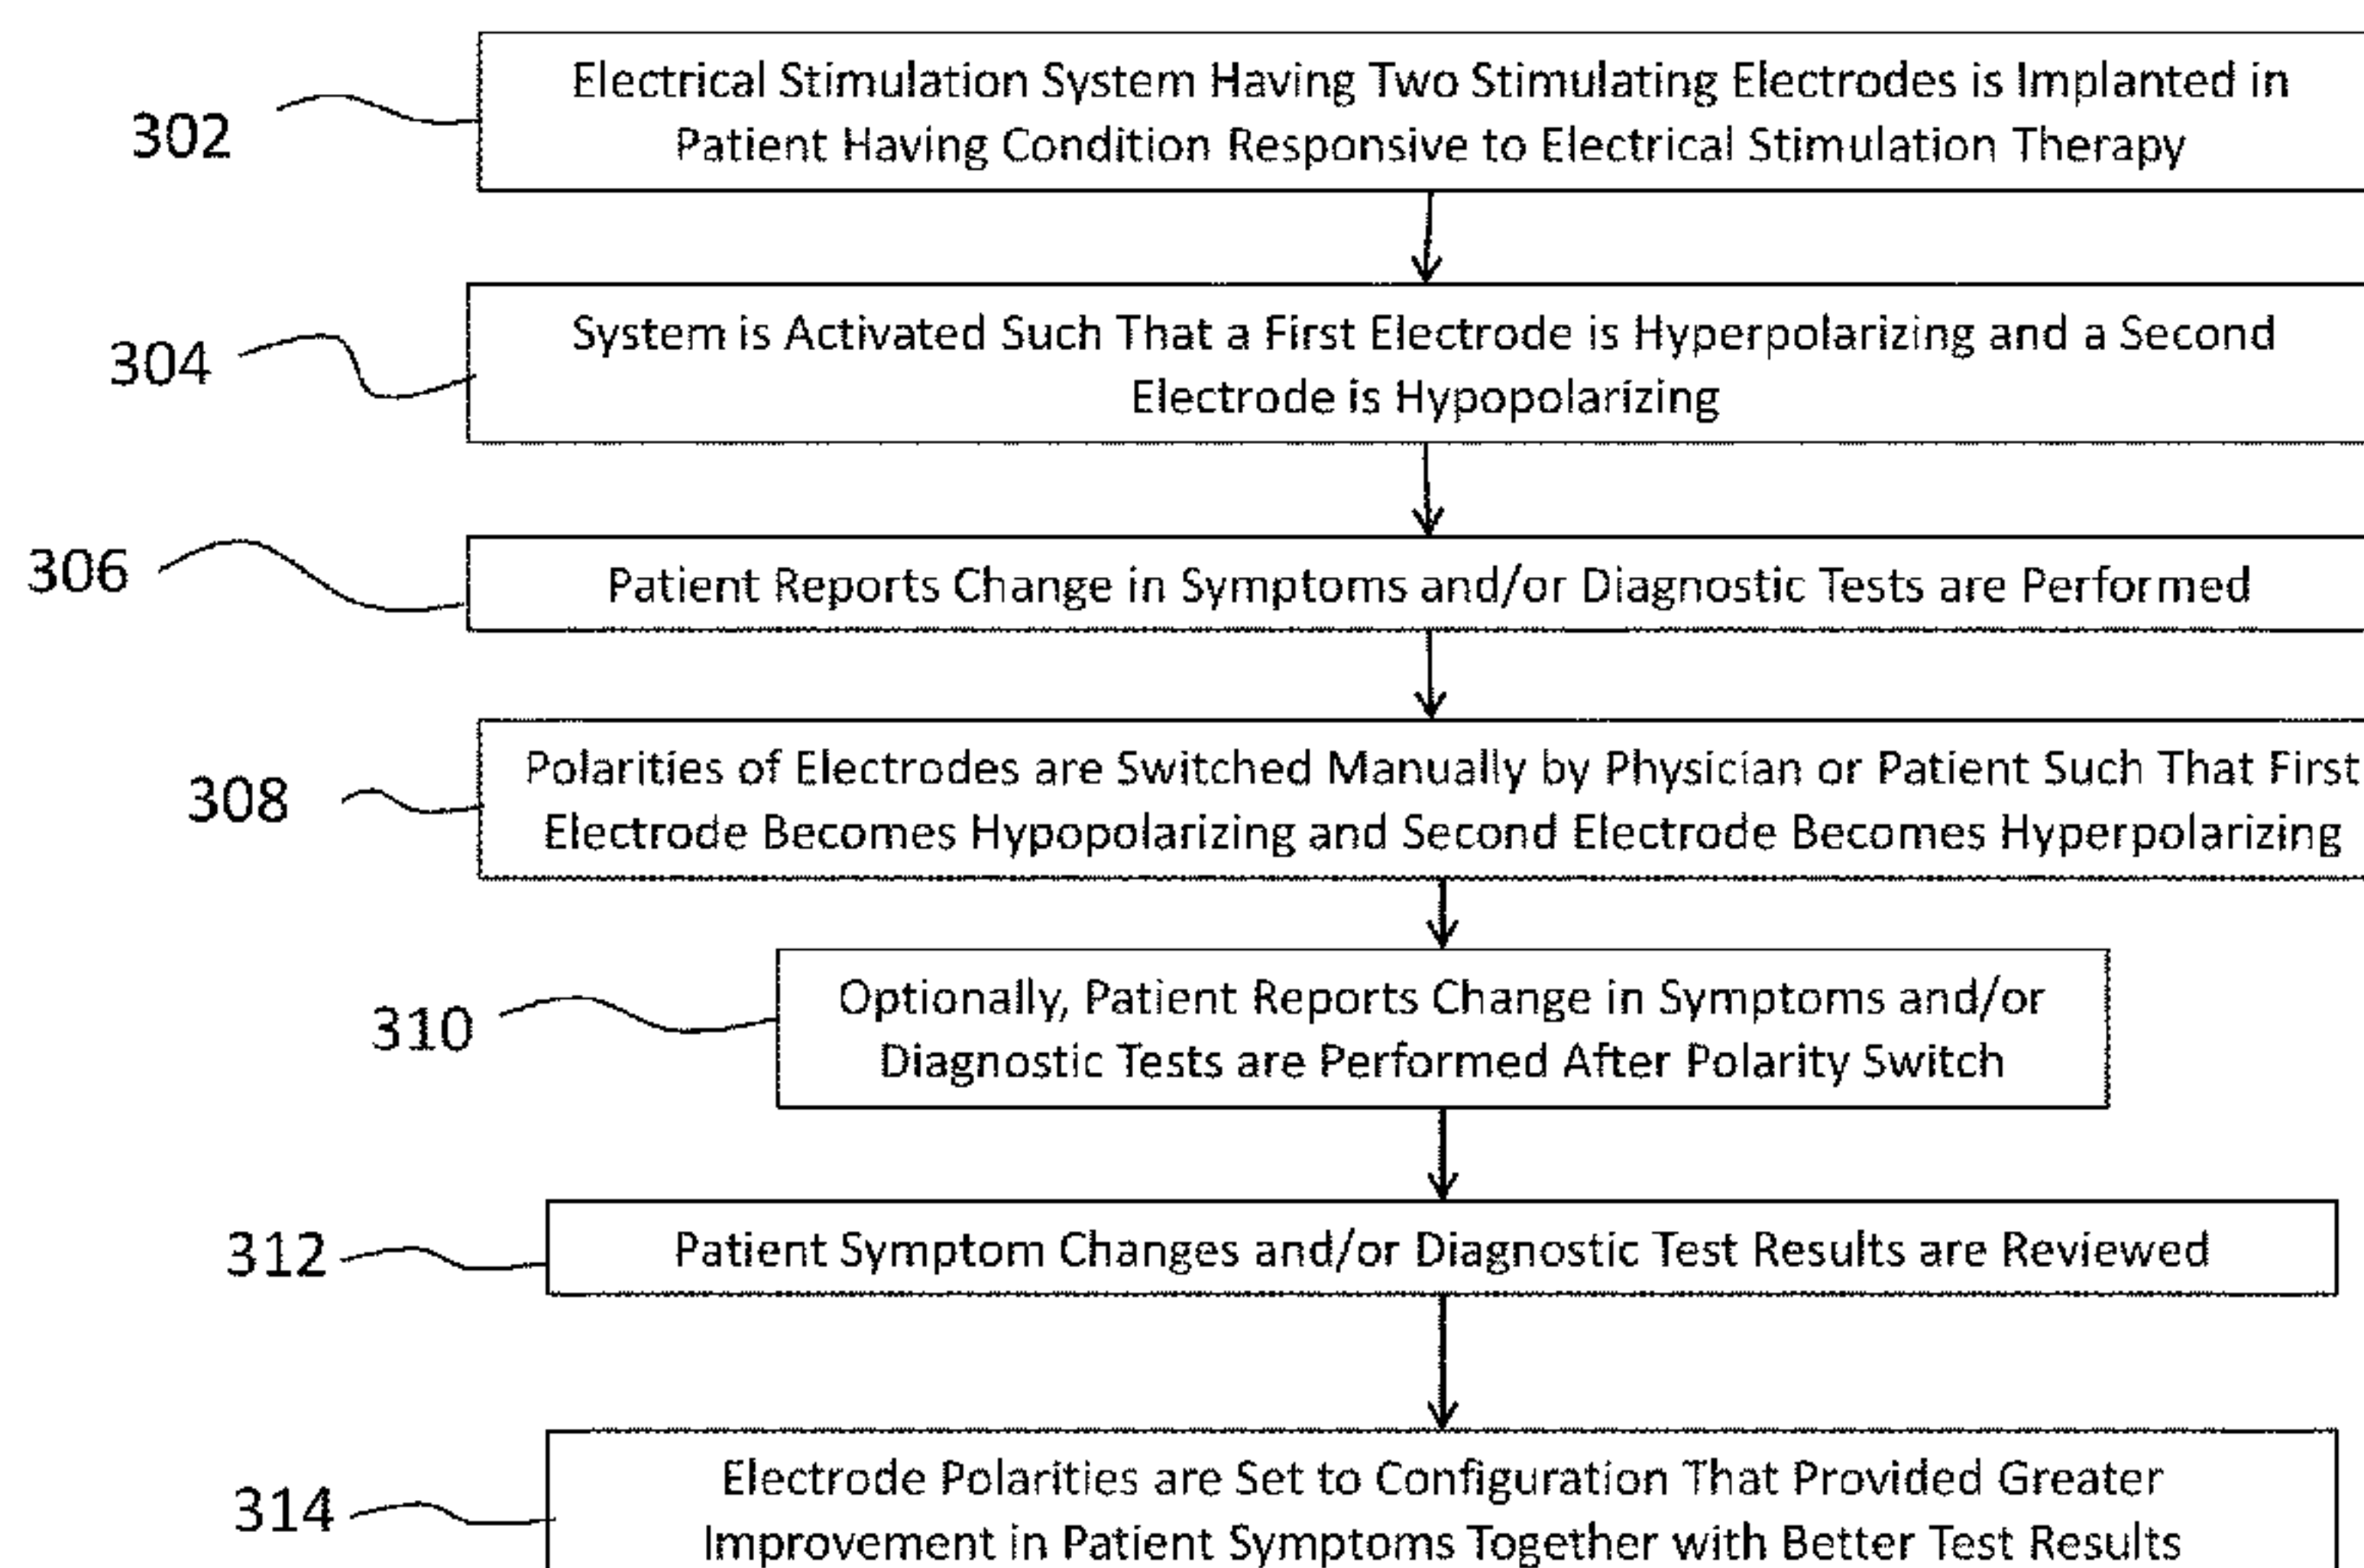 302
Electrical Stimulation System Having Two Stimulating Electrodes is Implanted in
Patient Having Condition Responsive to Electrical Stimulation Therapy
304
System is Activated Such That a First Electrode is Hyperpolarizing and a Second
Electrode is Hypopolarizing
306
Patient Reports Change in Symptoms and/or Diagnostic Tests are Performed
308
Polarities of Electrodes are Switched Manually by Physician or Patient Such That First
Electrode Becomes Hypopolarizing and Second Electrode Becomes Hyperpolarizing
310
Optionally, Patient Reports Change in Symptoms and/or
Diagnostic Tests are Performed After Polarity Switch
312
Patient Symptom Changes and/or Diagnostic Test Results are Reviewed
314
Electrode Polarities are Set to Configuration That Provided Greater
Improvement in Patient Symptoms Together with Better Test Results